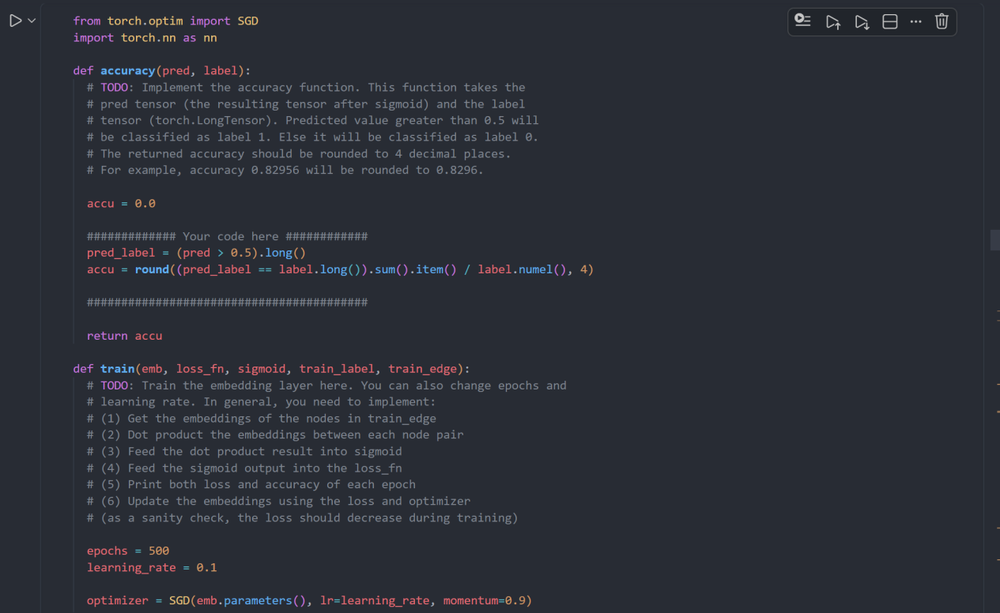 from torch.optim import SGD
import torch.nn as nn
def accuracy(pred, label):
# TODO: Implement the accuracy function. This function takes the
# pred tensor (the resulting tensor after sigmoid) and the label
# tensor (torch.LongTensor). Predicted value greater than 0.5 will
# be classified as label 1. Else it will be classified as label 0.
# The returned accuracy should be rounded to 4 decimal places.
# For example, accuracy 0.82956 will be rounded to 0.8296.
accu = 0.0
############# Your code here ############
pred_label = (pred > 0.5).long()
accu = round((pred_label == label.long()).sum().item() / label.numel(), 4)
#########################################
return accu
def train(emb, loss_fn, sigmoid, train_label, train_edge):
# TODO: Train the embedding layer here. You can also change epochs and
# learning rate. In general, you need to implement:
# (1) Get the embeddings of the nodes in train_edge
# (2) Dot product the embeddings between each node pair
# (3) Feed the dot product result into sigmoid
# (4) Feed the sigmoid output into the loss_fn
# (5) Print both loss and accuracy of each epoch
# (6) Update the embeddings using the loss and optimizer
# (as a sanity check, the loss should decrease during training)
epochs = 500
learning_rate = 0.1
optimizer = SGD(emb.parameters(), lr=learning_rate, momentum=0.9)